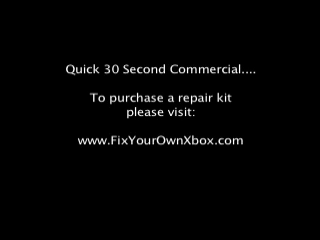 Quick 30 Second Commercial....
To purchase a repair kit
please visit:
www.FixYourOwnXbox.com